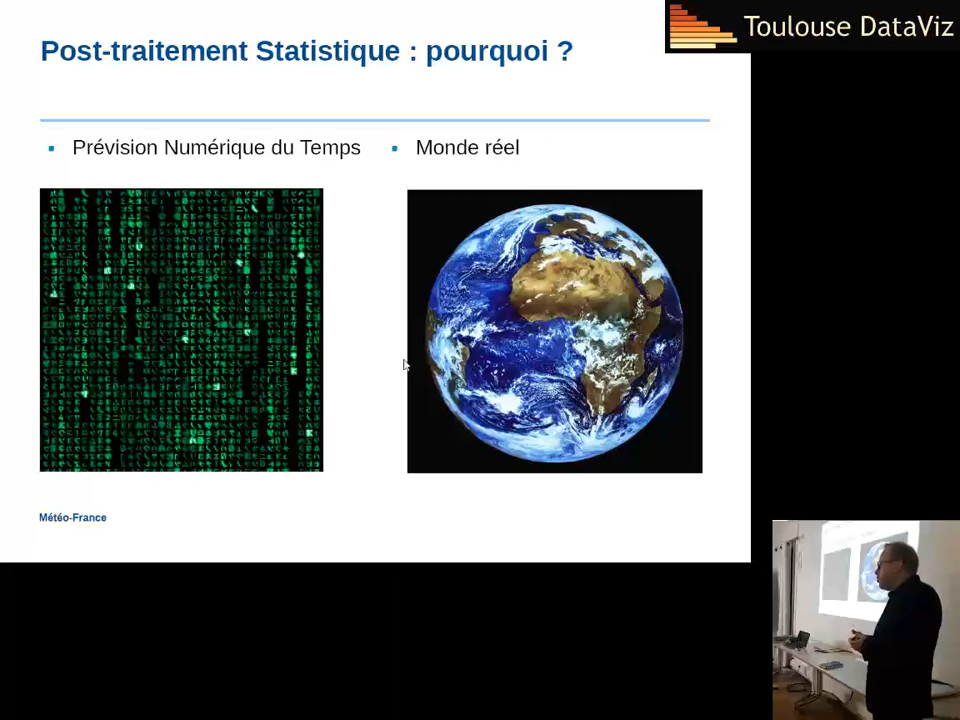 Toulouse DataViz
Post-traitement Statistique : pourquoi ?
Prévision Numérique du Temps
Monde réel
Météo-France